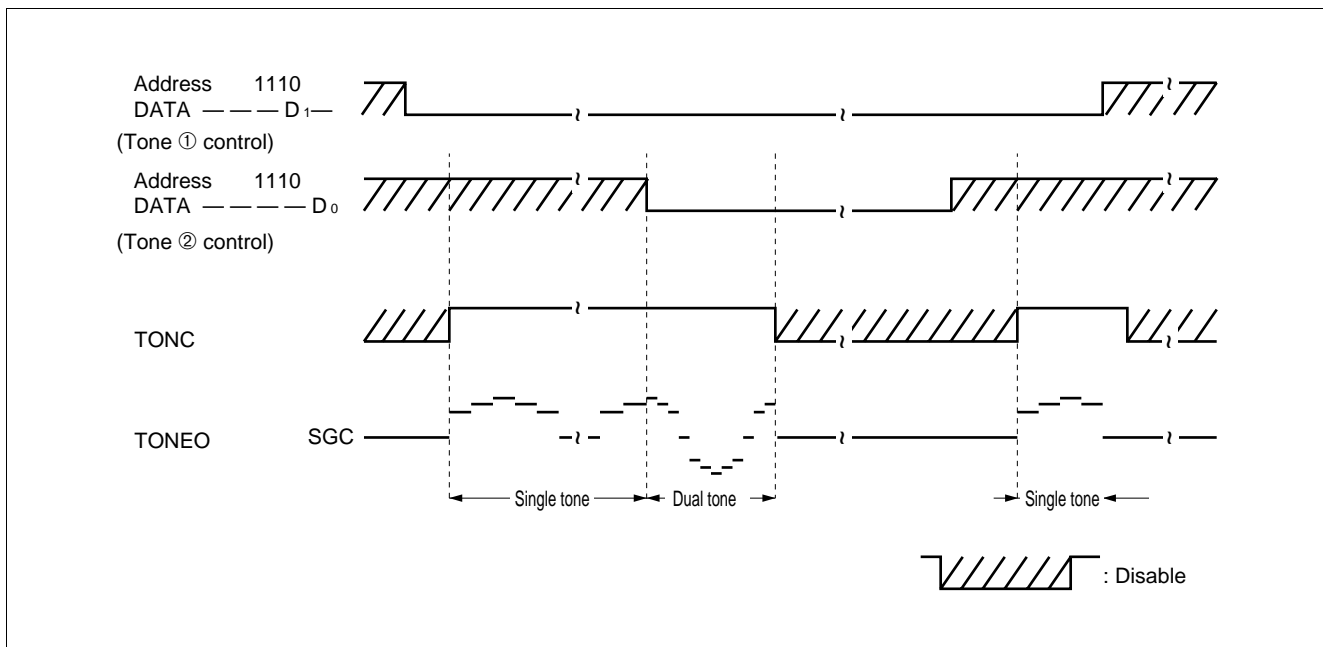 Address 1110
DATA — — — D1—
(Tone ① control)
Address 1110
DATA — — — — D0
(Tone ② control)
TONC
TONEO SGC
Single tone Dual tone Single tone
: Disable